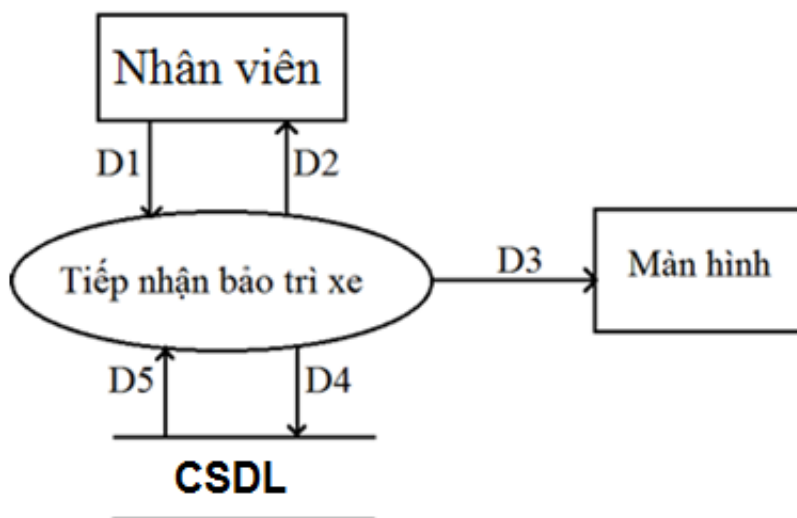 Nhân viên
D1
D2
Tiếp nhận bảo trì xe
D3
Màn hình
D5
D4
CSDL